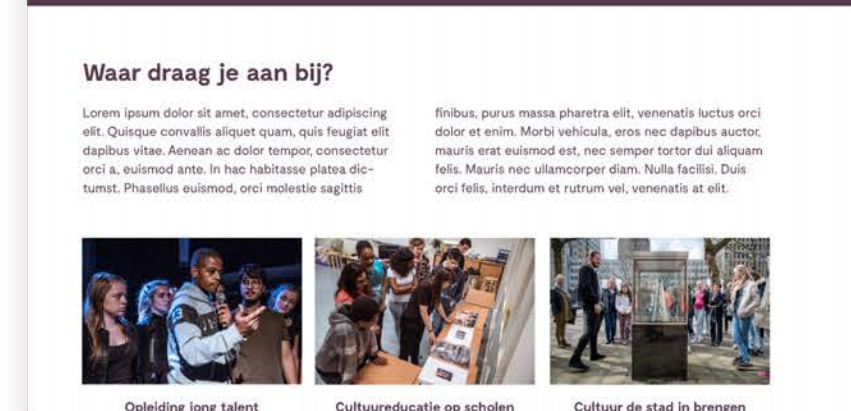 Waar draag je aan bij?
Lorem ipsum dolor sit amet, consectetur adipiscing
elit. Quisque convallis aliquet quam, quis feugiat elit
dapibus vitae. Aenean ac dolor tempor, consectetur
orci a, euismod ante. In hac habitasse platea dic-
tumst. Phasellus euismod, orci molestie sagittis
finibus, purus massa pharetra elit, venenatis luctus orci
dolor et enim. Morbi vehicula, eros nec dapibus auctor,
mauris erat euismod est, nec semper tortor dui aliquam
felis. Mauris nec ullamcorper diam. Nulla facilisi. Duis
orci felis, interdum et rutrum vel, venenatis at elit.
Opleiding jong talent
Cultuureducatie op scholen
Cultuur de stad in brengen